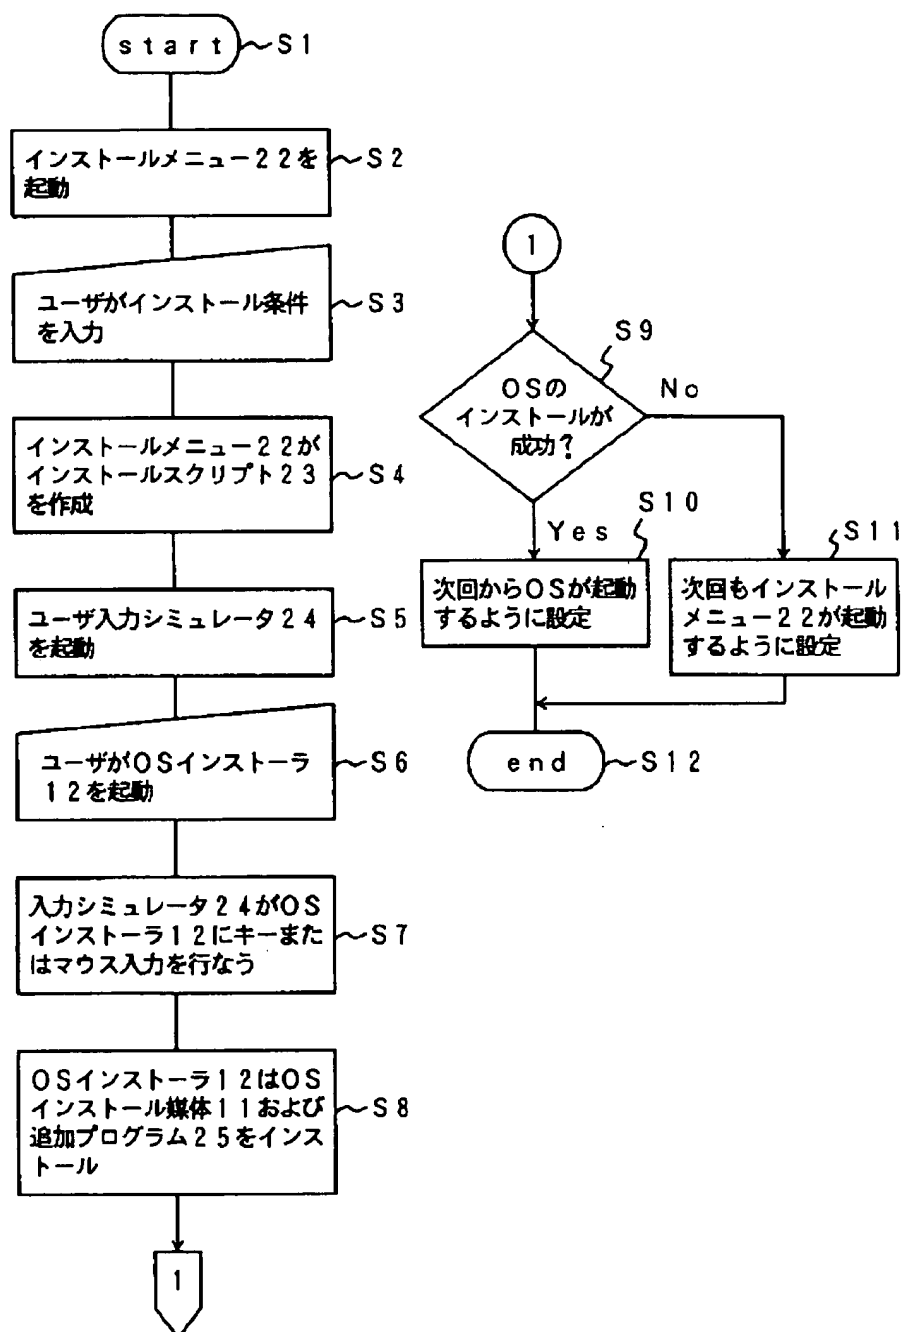 start
S1
インストールメニュー22を
起動
S2
ユーザがインストール条件
を入力
S3
インストールメニュー22が
インストールスクリプト23
を作成
S4
ユーザ入力シミュレータ24
を起動
S5
ユーザがOSインストーラ
12を起動
S6
入力シミュレータ24がOS
インストーラ12にキーまた
はマウス入力を行なう
S7
OSインストーラ12はOS
インストール媒体11および
追加プログラム25をインス
トール
S8
1
1
S9
OSの
インストールが
成功?
No
Yes
S10
次回からOSが起動
するように設定
S11
次回もインストール
メニュー22が起動
するように設定
end
S12